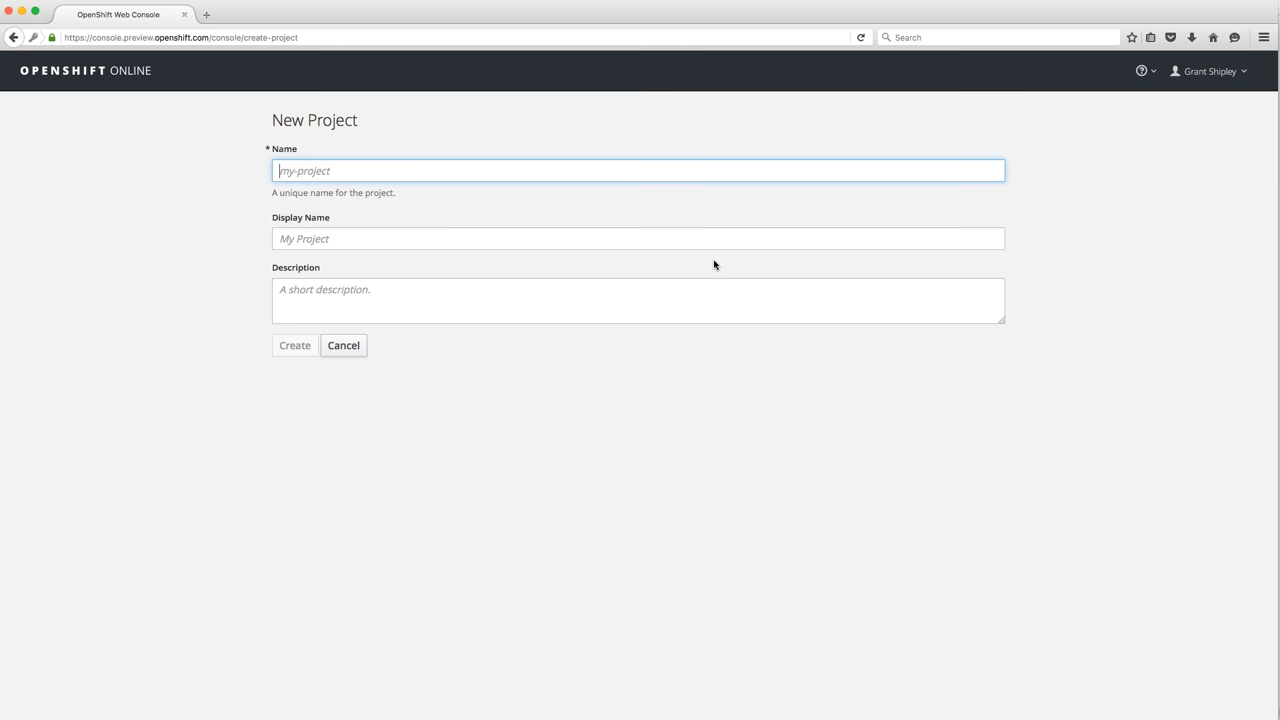 OpenShift Web Console
https://console.preview.openshift.com/console/create-project
Search
OPENSHIFT ONLINE
Grant Shipley
New Project
* Name
my-project
A unique name for the project.
Display Name
My Project
Description
A short description.
Create Cancel